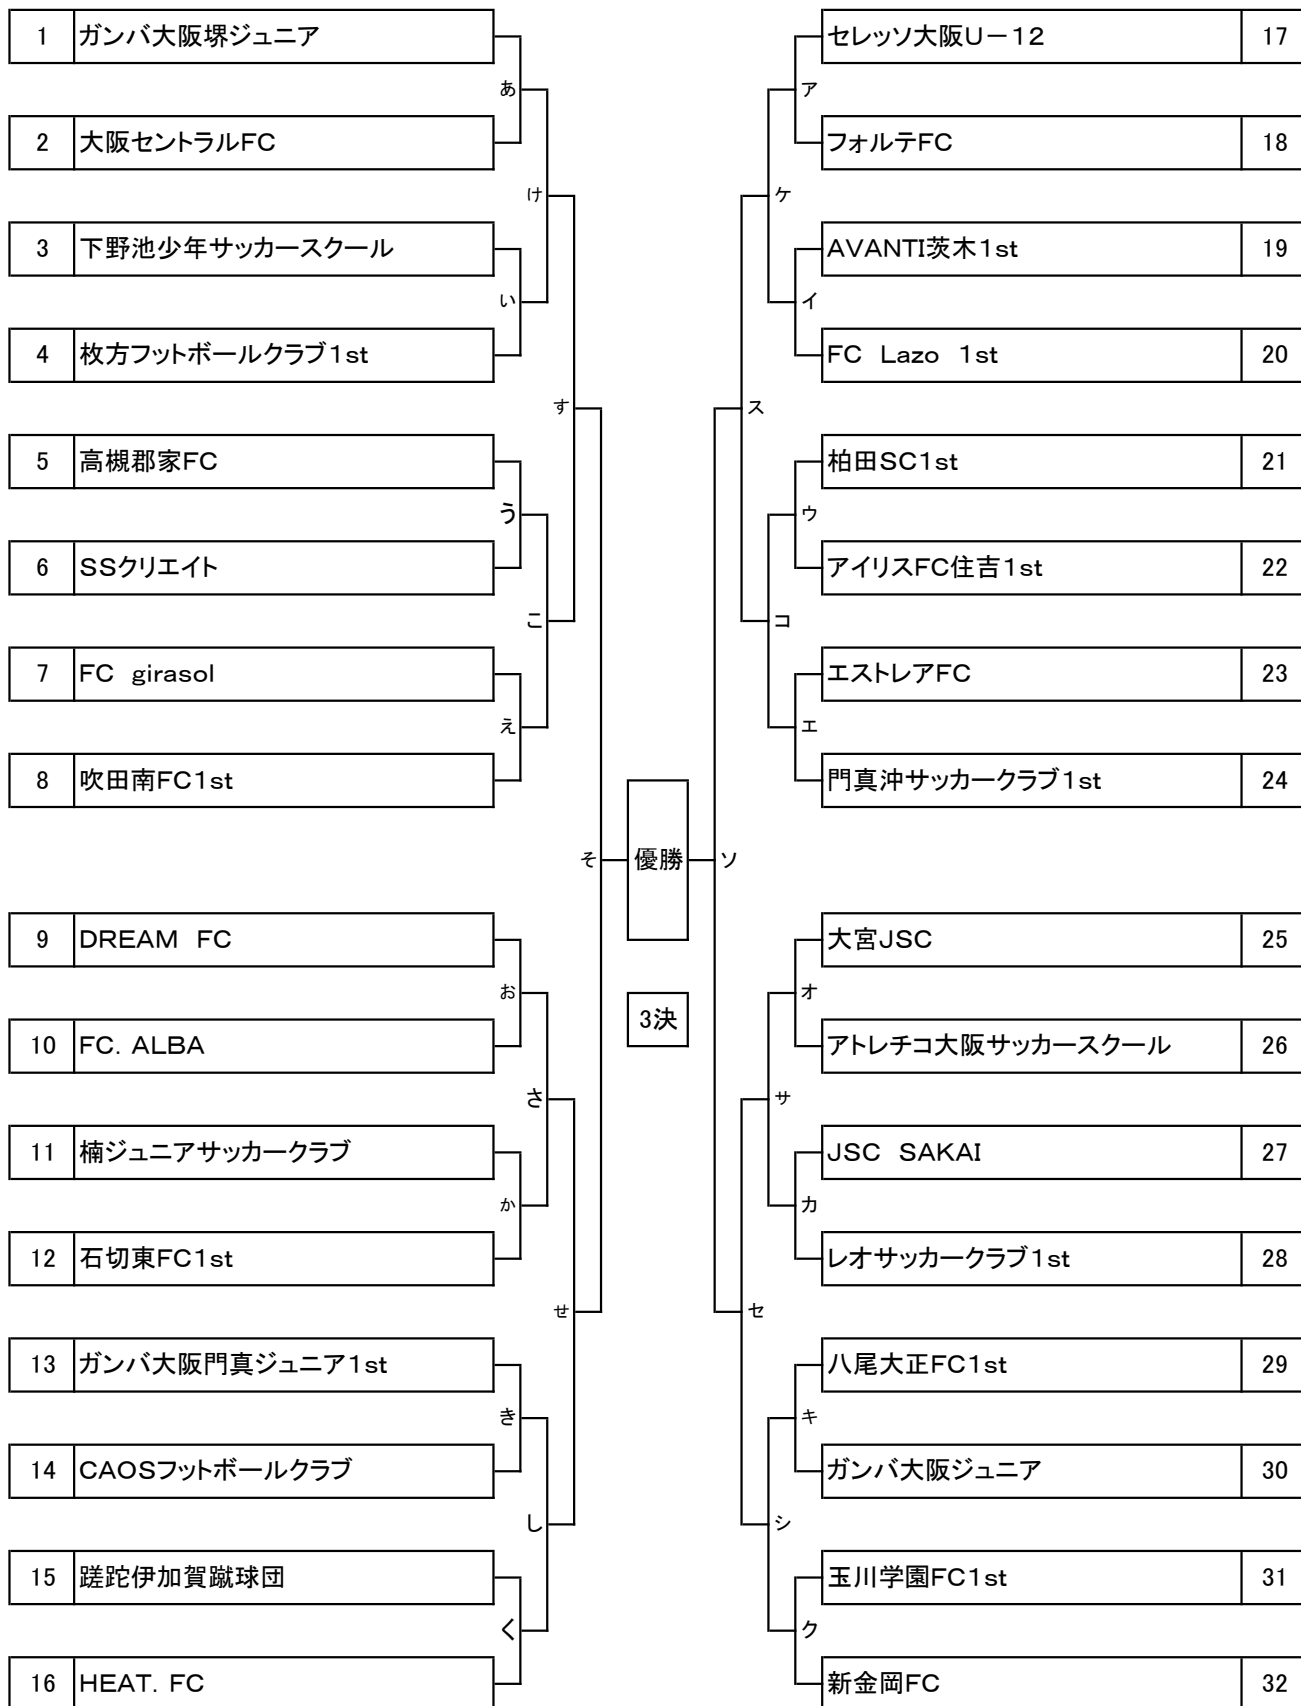 1 ガンバ大阪堺ジュニア
あ
2 大阪セントラルFC
け
3 下野池少年サッカースクール
い
4 枚方フットボールクラブ1st
す
5 高槻郡家FC
う
6 SSクリエイト
こ
7 FC girasol
え
8 吹田南FC1st
そ
9 DREAM FC
お
10 FC. ALBA
さ
11 楠ジュニアサッカークラブ
か
12 石切東FC1st
せ
13 ガンバ大阪門真ジュニア1st
き
14 CAOSフットボールクラブ
し
15 蹉跎伊加賀蹴球団
く
16 HEAT. FC
優勝
3決
セレッソ大阪U－12 17
ア
フォルテFC 18
ケ
AVANTI茨木1st 19
イ
FC Lazo 1st 20
ス
柏田SC1st 21
ウ
アイリスFC住吉1st 22
コ
エストレアFC 23
エ
門真沖サッカークラブ1st 24
ソ
大宮JSC 25
オ
アトレチコ大阪サッカースクール 26
サ
JSC SAKAI 27
カ
レオサッカークラブ1st 28
セ
八尾大正FC1st 29
キ
ガンバ大阪ジュニア 30
シ
玉川学園FC1st 31
ク
新金岡FC 32